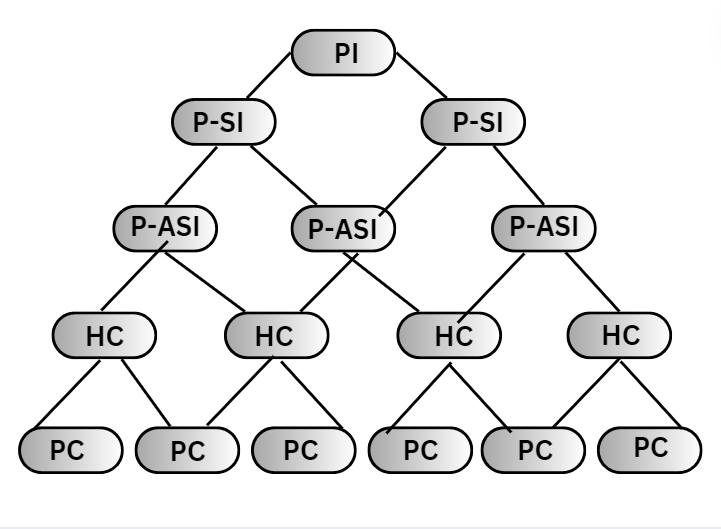 PI
P-SI P-SI
P-ASI P-ASI P-ASI
HC HC HC HC
PC PC PC PC PC PC